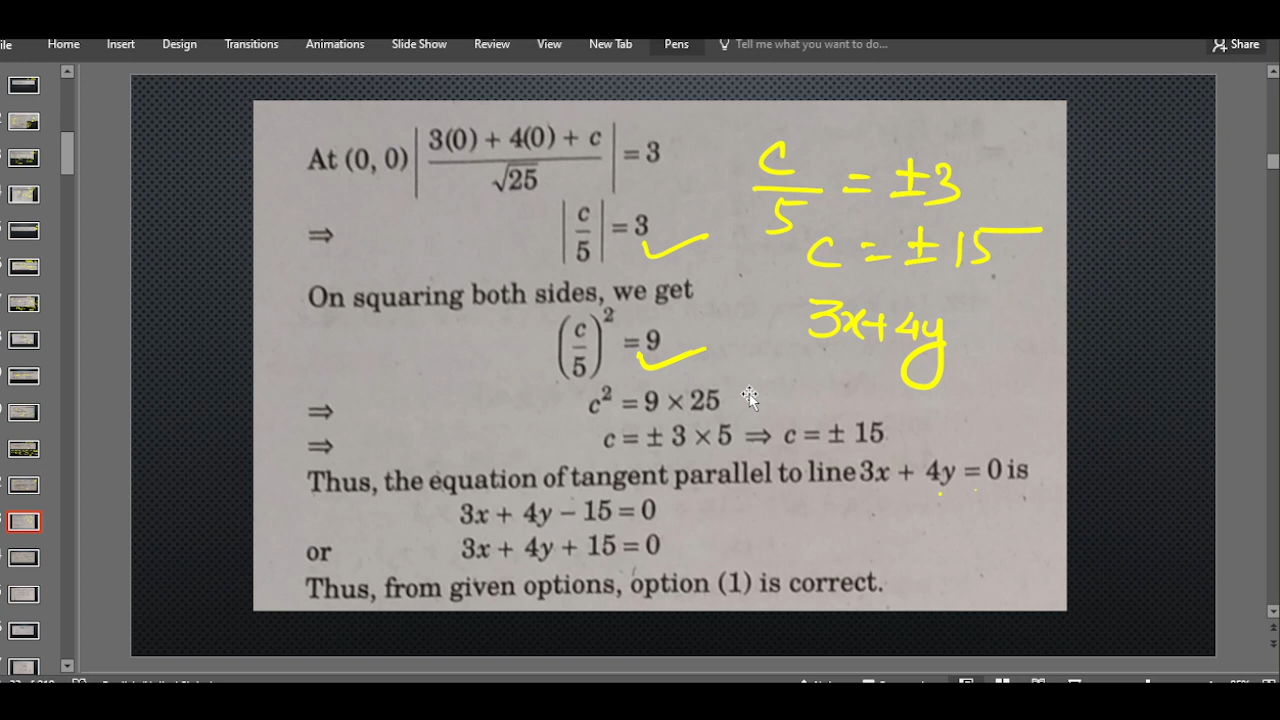 File Home Insert Design Transitions Animations Slide Show Review View New Tab Pens Tell me what you want to do... Share
At (0, 0) | 3(0) + 4(0) + c / √25 | = 3
⇒ | c / 5 | = 3
On squaring both sides, we get
(c / 5)² = 9
⇒ c² = 9 × 25
⇒ c = ± 3 × 5 ⇒ c = ± 15
Thus, the equation of tangent parallel to line 3x + 4y = 0 is
3x + 4y − 15 = 0
or 3x + 4y + 15 = 0
Thus, from given options, option (1) is correct.
c / 5 = ±3
c = ± 15
3x + 4y